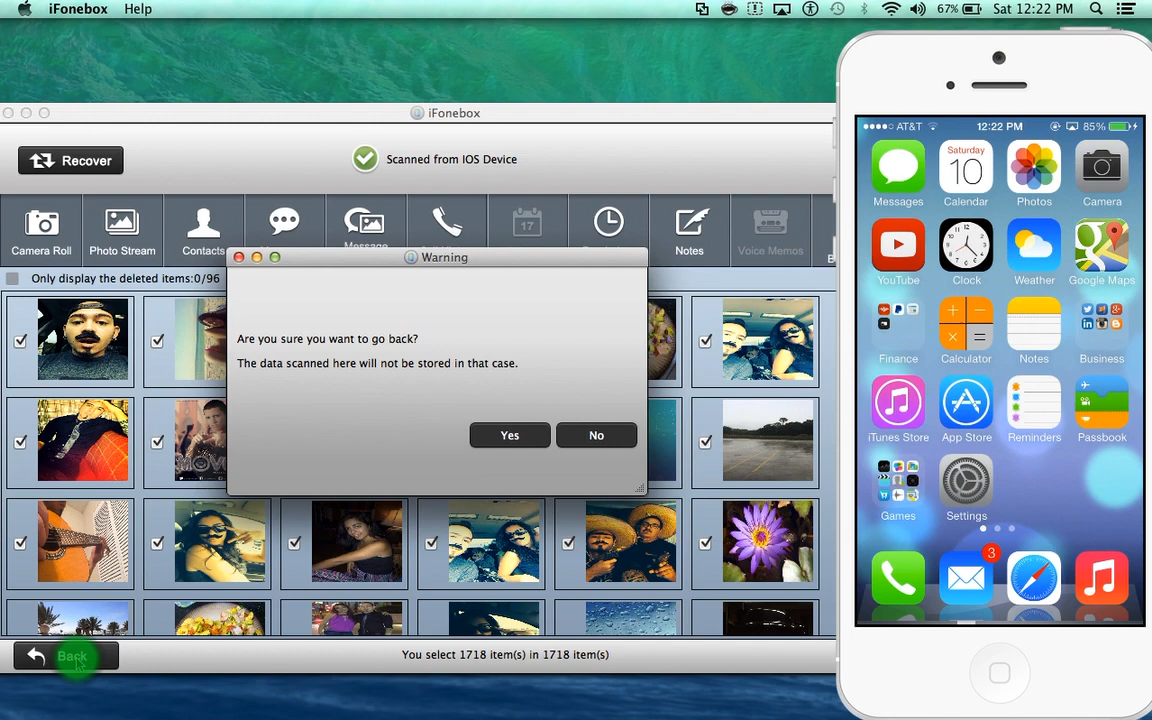 iFonebox Help
67% Sat 12:22 PM
iFonebox
Recover
Scanned from IOS Device
Camera Roll
Photo Stream
Contacts
Message
17
Notes
Voice Memos
Only display the deleted items:0/96
Warning
Are you sure you want to go back?
The data scanned here will not be stored in that case.
Yes
No
Back
You select 1718 item(s) in 1718 item(s)
AT&T 12:22 PM 85%
Saturday
10
Messages Calendar Photos Camera
YouTube Clock Weather Google Maps
Finance Calculator Notes Business
iTunes Store App Store Reminders Passbook
Games Settings
3